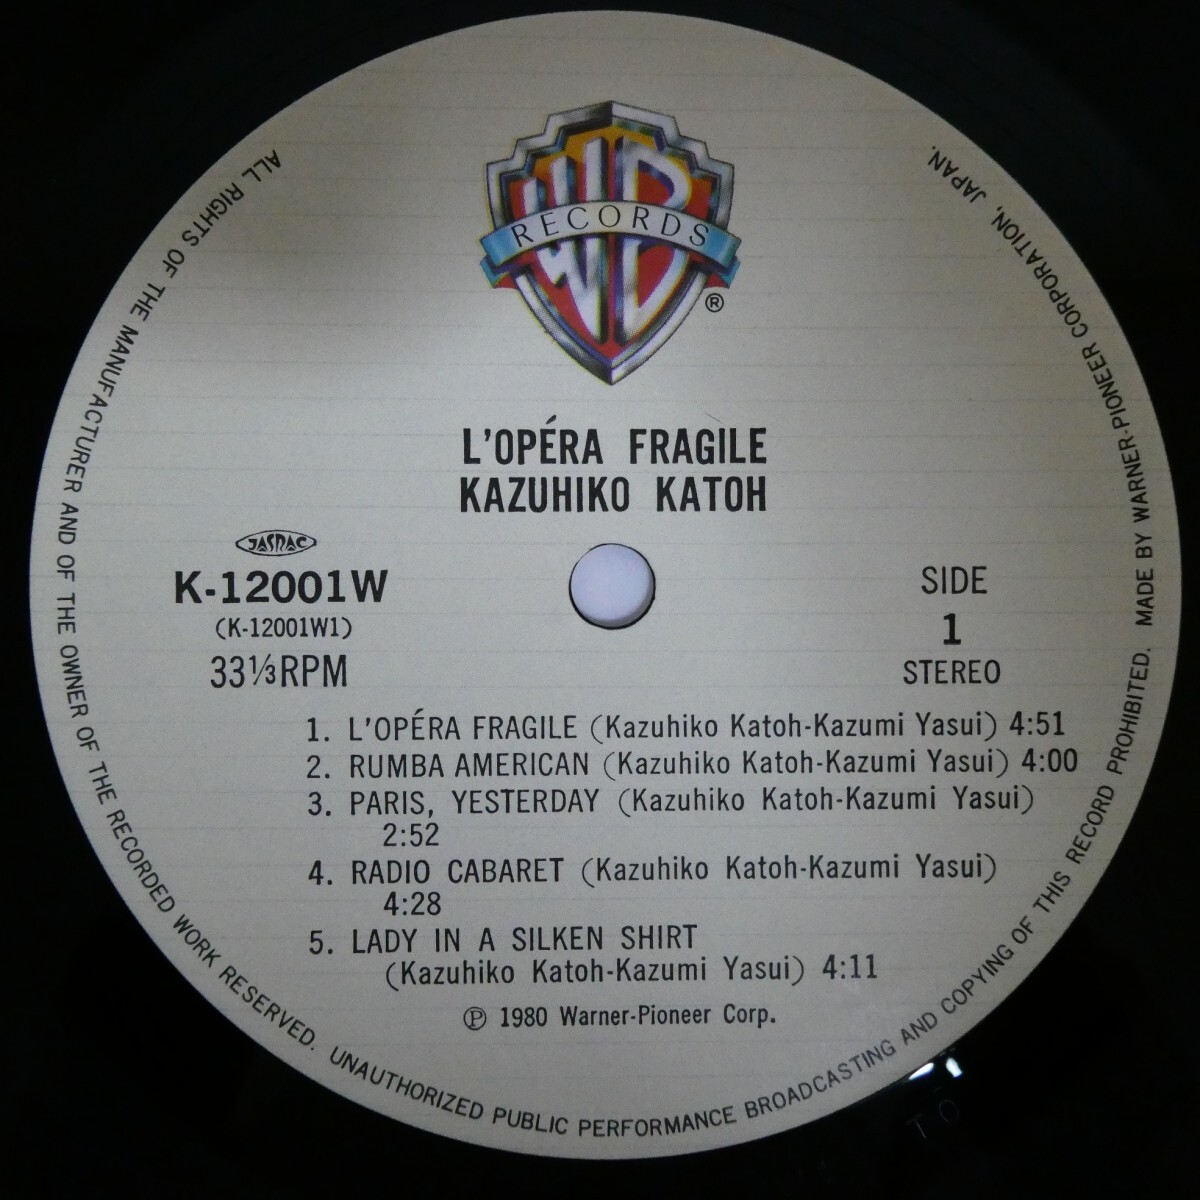 WB
RECORDS
®
L'OPÉRA FRAGILE
KAZUHIKO KATOH
JASRAC
K-12001W
(K-12001W1)
33⅓RPM
SIDE
1
STEREO
1. L'OPÉRA FRAGILE (Kazuhiko Katoh-Kazumi Yasui) 4:51
2. RUMBA AMERICAN (Kazuhiko Katoh-Kazumi Yasui) 4:00
3. PARIS, YESTERDAY (Kazuhiko Katoh-Kazumi Yasui)
2:52
4. RADIO CABARET (Kazuhiko Katoh-Kazumi Yasui)
4:28
5. LADY IN A SILKEN SHIRT
(Kazuhiko Katoh-Kazumi Yasui) 4:11
℗ 1980 Warner-Pioneer Corp.
ALL RIGHTS OF THE MANUFACTURER AND OF THE OWNER OF THE RECORDED WORK RESERVED. UNAUTHORIZED PUBLIC PERFORMANCE BROADCASTING AND COPYING OF THIS RECORD PROHIBITED. MADE BY WARNER-PIONEER CORPORATION, JAPAN.
T O